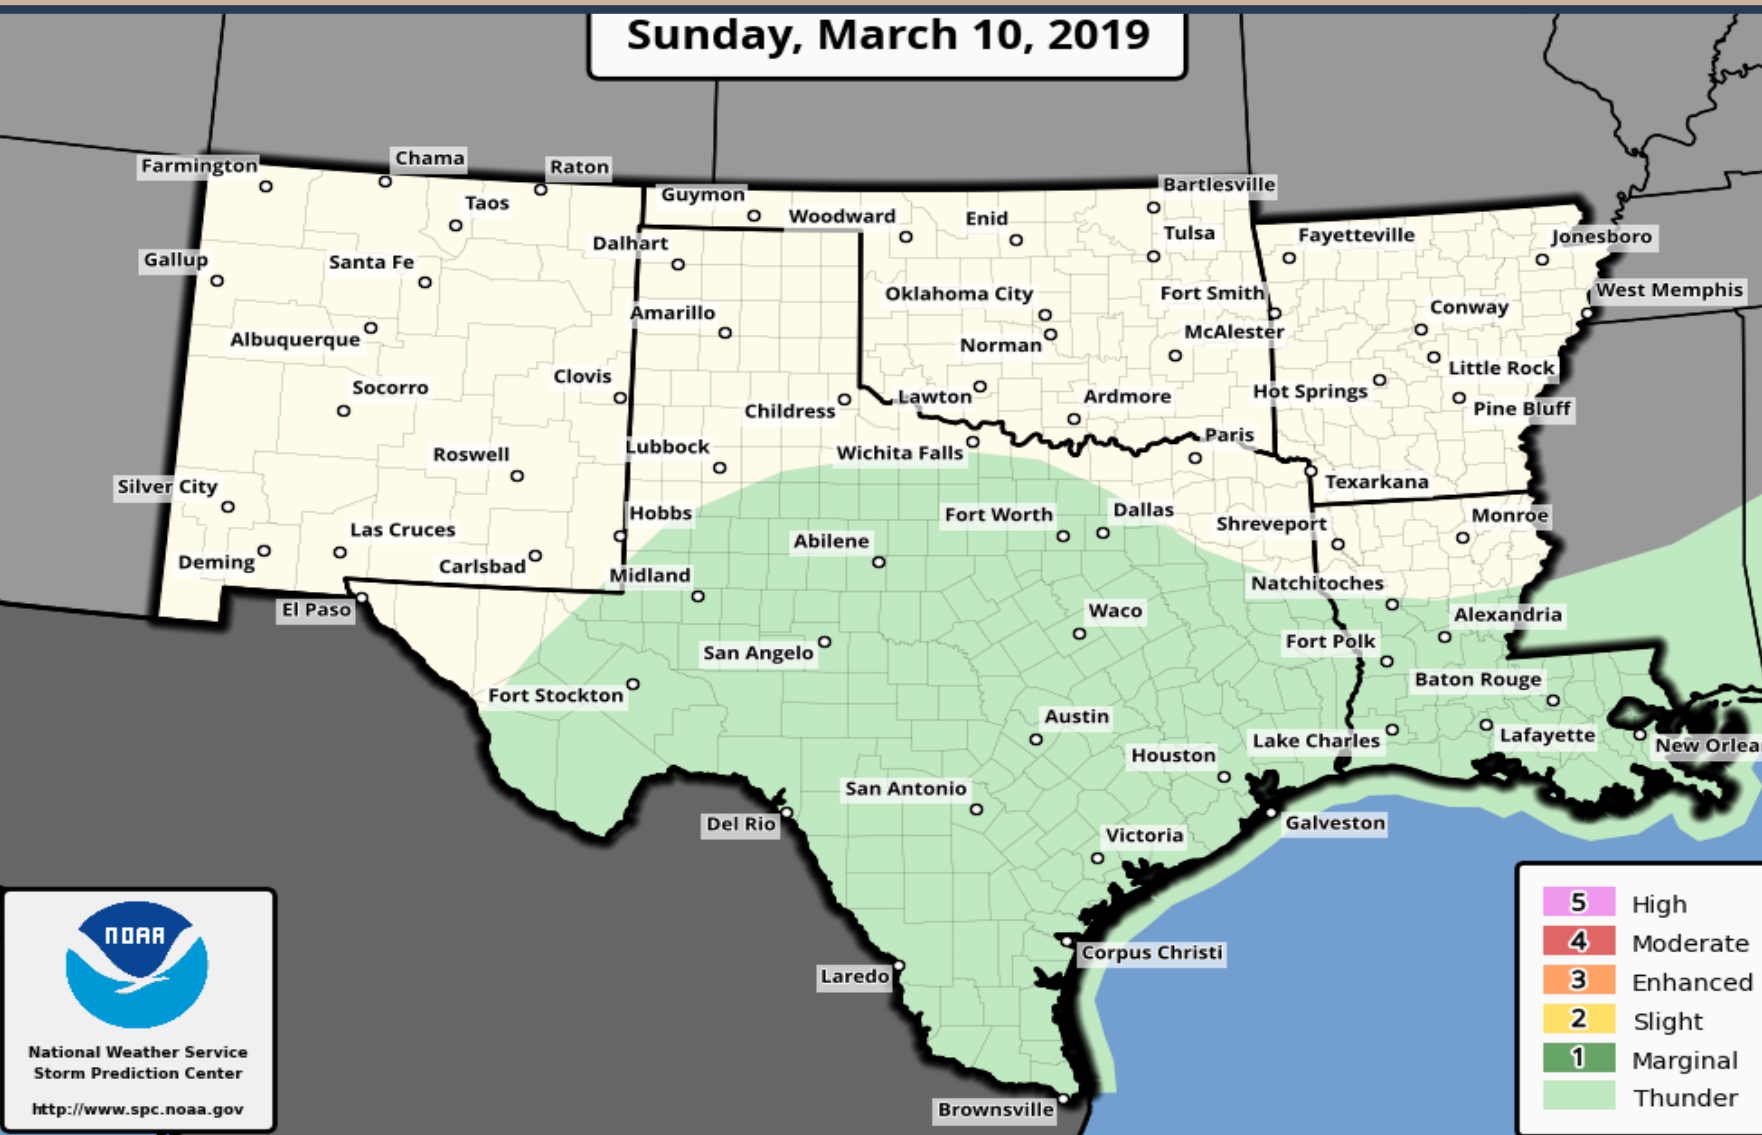 Sunday, March 10, 2019
Farmington
Chama
Raton
Taos
Guymon
Woodward
Enid
Bartlesville
Tulsa
Fayetteville
Jonesboro
Gallup
Santa Fe
Dalhart
Oklahoma City
Fort Smith
West Memphis
Conway
Amarillo
Albuquerque
Norman
McAlester
Little Rock
Socorro
Clovis
Childress
Lawton
Ardmore
Hot Springs
Pine Bluff
Lubbock
Roswell
Wichita Falls
Paris
Silver City
Texarkana
Las Cruces
Hobbs
Abilene
Fort Worth
Dallas
Shreveport
Monroe
Deming
Carlsbad
Midland
Natchitoches
El Paso
Waco
Alexandria
San Angelo
Fort Polk
Fort Stockton
Baton Rouge
Austin
Lake Charles
Lafayette
New Orlea
Houston
San Antonio
Del Rio
Galveston
Victoria
Corpus Christi
Laredo
Brownsville
NOAA
National Weather Service
Storm Prediction Center
http://www.spc.noaa.gov
5 High
4 Moderate
3 Enhanced
2 Slight
1 Marginal
Thunder